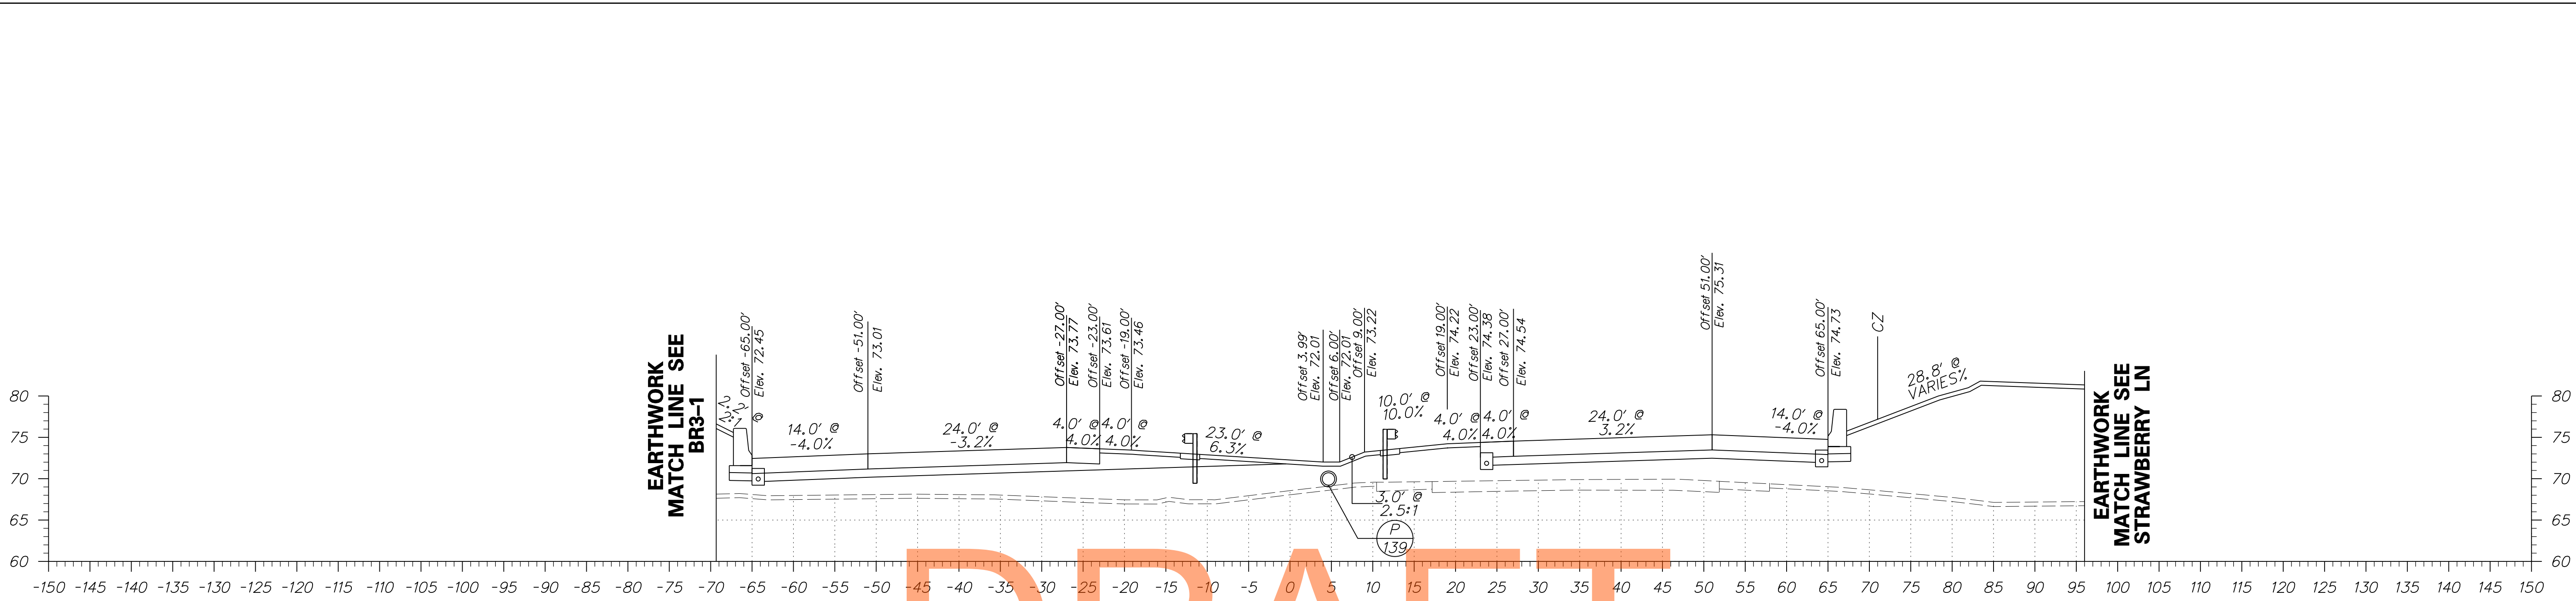 EARTHWORK
MATCH LINE SEE
BR3-1
2.2' @
2:1
Offset -65.00'
Elev. 72.45
14.0' @
-4.0%
Offset -51.00'
Elev. 73.01
24.0' @
-3.2%
Offset -27.00'
Elev. 73.77
4.0' @
4.0%
Offset -23.00'
Elev. 73.61
4.0' @
4.0%
Offset -19.00'
Elev. 73.46
23.0' @
6.3%
Offset 3.99'
Elev. 72.01
Offset 6.00'
Elev. 72.01
Offset 9.00'
Elev. 73.22
3.0' @
2.5:1
P
139
10.0' @
10.0%
Offset 19.00'
Elev. 74.22
4.0' @
4.0%
Offset 23.00'
Elev. 74.38
4.0' @
4.0%
Offset 27.00'
Elev. 74.54
24.0' @
3.2%
Offset 51.00'
Elev. 75.31
14.0' @
-4.0%
Offset 65.00'
Elev. 74.73
CZ
28.8' @
VARIES%
EARTHWORK
MATCH LINE SEE
STRAWBERRY LN
80
75
70
65
60
80
75
70
65
60
-150 -145 -140 -135 -130 -125 -120 -115 -110 -105 -100 -95 -90 -85 -80 -75 -70 -65 -60 -55 -50 -45 -40 -35 -30 -25 -20 -15 -10 -5 0 5 10 15 20 25 30 35 40 45 50 55 60 65 70 75 80 85 90 95 100 105 110 115 120 125 130 135 140 145 150
DRAFT